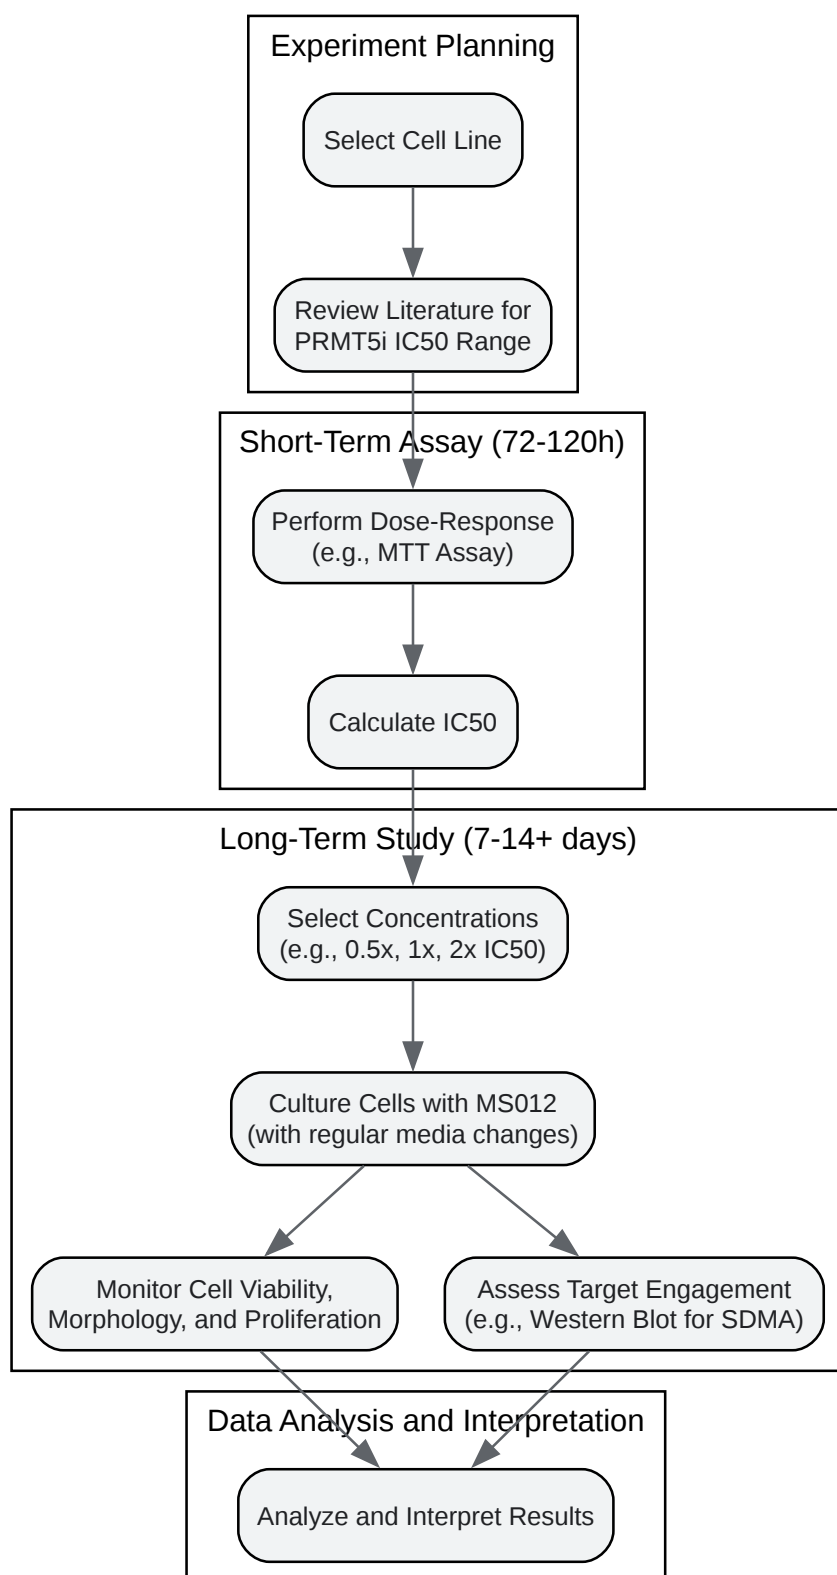 Experiment Planning
Select Cell Line
Review Literature for
PRMT5i IC50 Range
Short-Term Assay (72-120h)
Perform Dose-Response
(e.g., MTT Assay)
Calculate IC50
Long-Term Study (7-14+ days)
Select Concentrations
(e.g., 0.5x, 1x, 2x IC50)
Culture Cells with MS012
(with regular media changes)
Monitor Cell Viability,
Morphology, and Proliferation
Assess Target Engagement
(e.g., Western Blot for SDMA)
Data Analysis and Interpretation
Analyze and Interpret Results